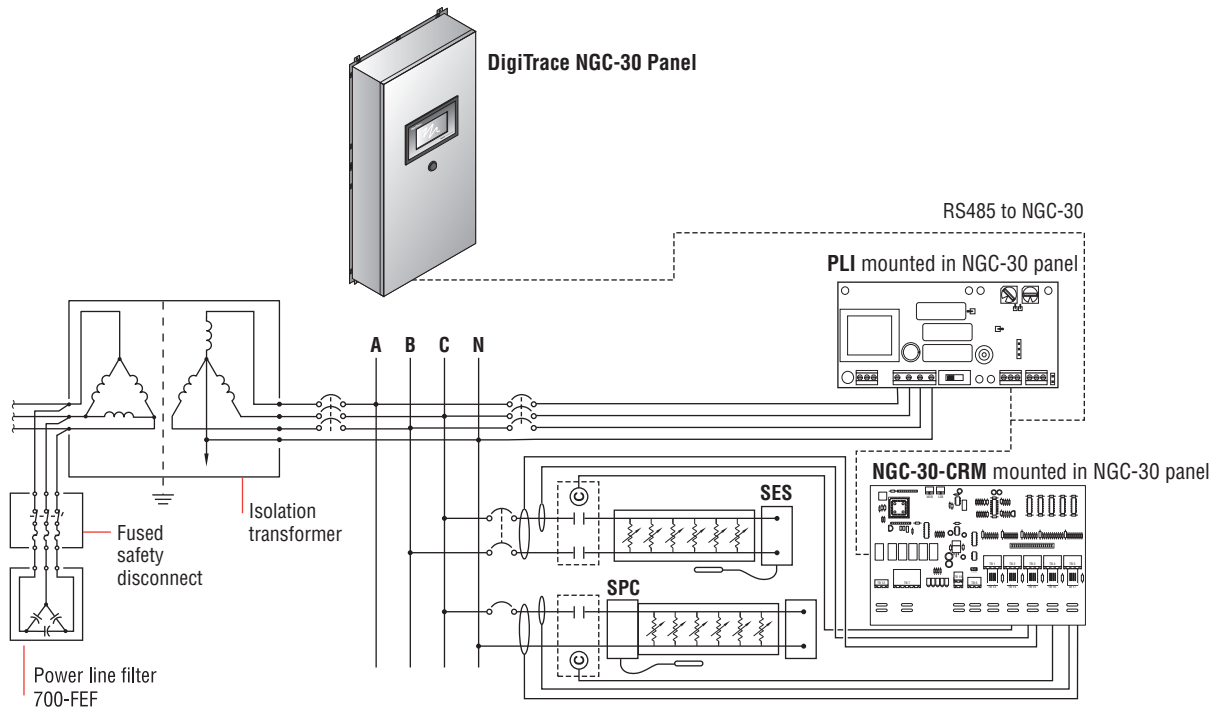 DigiTrace NGC-30 Panel
RS485 to NGC-30
PLI mounted in NGC-30 panel
A B C N
NGC-30-CRM mounted in NGC-30 panel
Isolation
transformer
Fused
safety
disconnect
C
SES
SPC
C
Power line filter
700-FEF